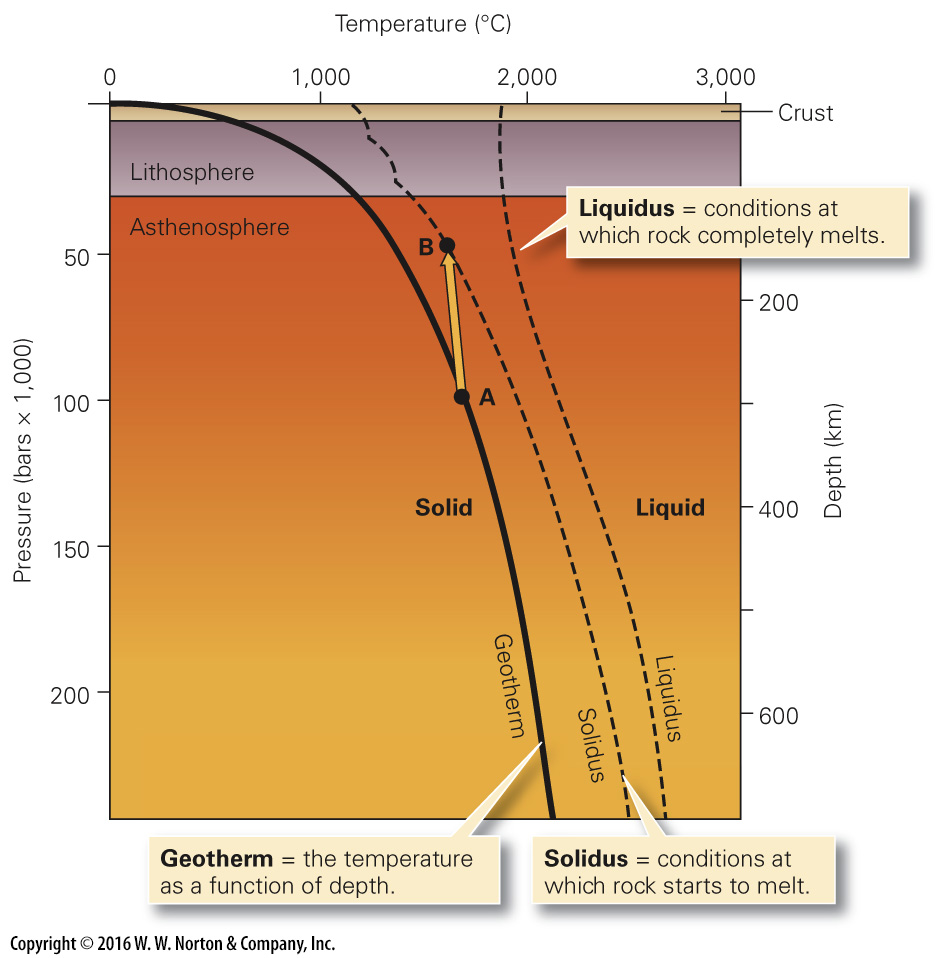 Temperature (°C)
0 1,000 2,000 3,000
Crust
Lithosphere
Asthenosphere
Liquidus = conditions at
which rock completely melts.
B
50
200
A
100
Pressure (bars × 1,000)
Depth (km)
Solid
Liquid
400
150
Geotherm
Solidus
Liquidus
200
600
Geotherm = the temperature
as a function of depth.
Solidus = conditions at
which rock starts to melt.
Copyright © 2016 W. W. Norton & Company, Inc.